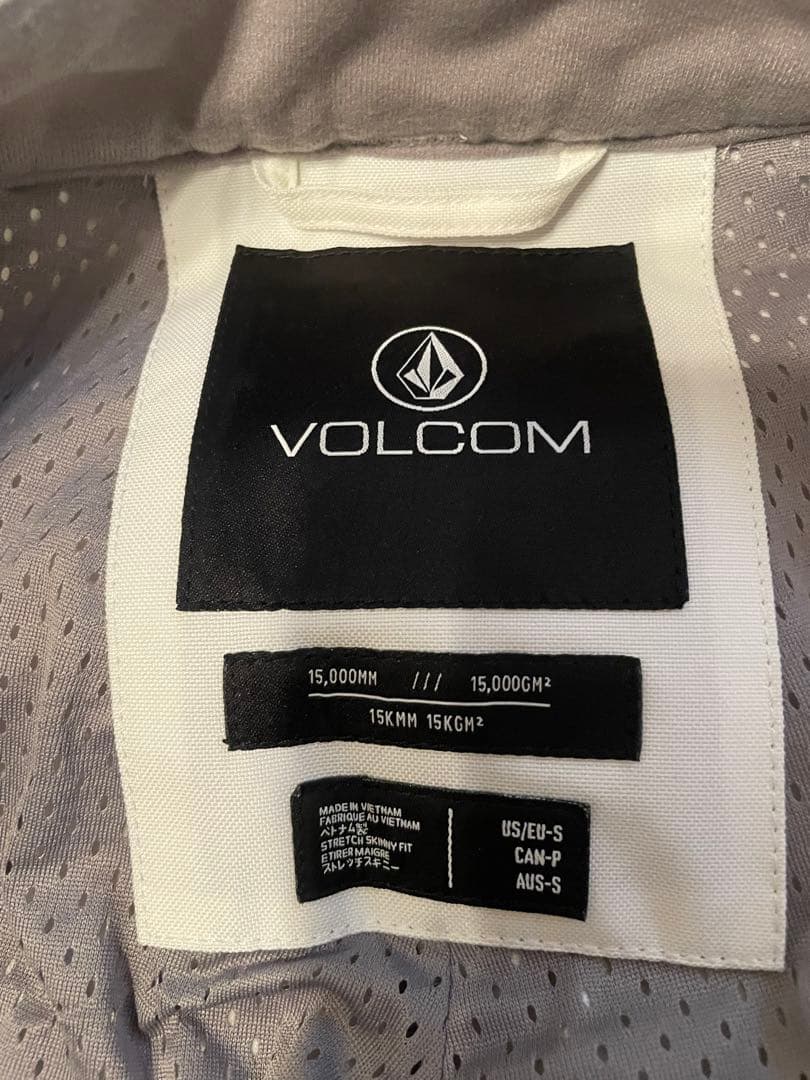 VOLCOM
15,000MM /// 15,000GM²
15KMM 15KGM²
MADE IN VIETNAM
FABRIQUE AU VIETNAM
ベトナム製
STRETCH SKINNY FIT
ETIRER MAIGRE
ストレッチスキニー
US/EU-S
CAN-P
AUS-S